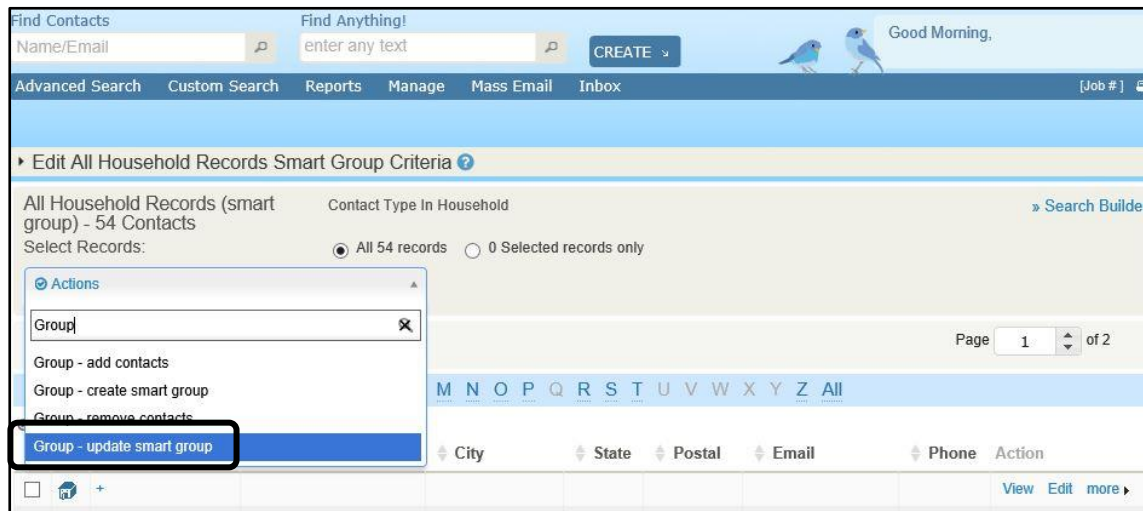 Find Contacts
Find Anything!
Name/Email
enter any text
CREATE
Good Morning,
Advanced Search Custom Search Reports Manage Mass Email Inbox [Job #]
Edit All Household Records Smart Group Criteria ?
All Household Records (smart
group) - 54 Contacts
Contact Type In Household
» Search Builde
Select Records:
All 54 records 0 Selected records only
Actions
Group
Page 1 of 2
Group - add contacts
Group - create smart group
M N O P Q R S T U V W X Y Z All
Group - remove contacts
Group - update smart group
City State Postal Email Phone Action
+ View Edit more